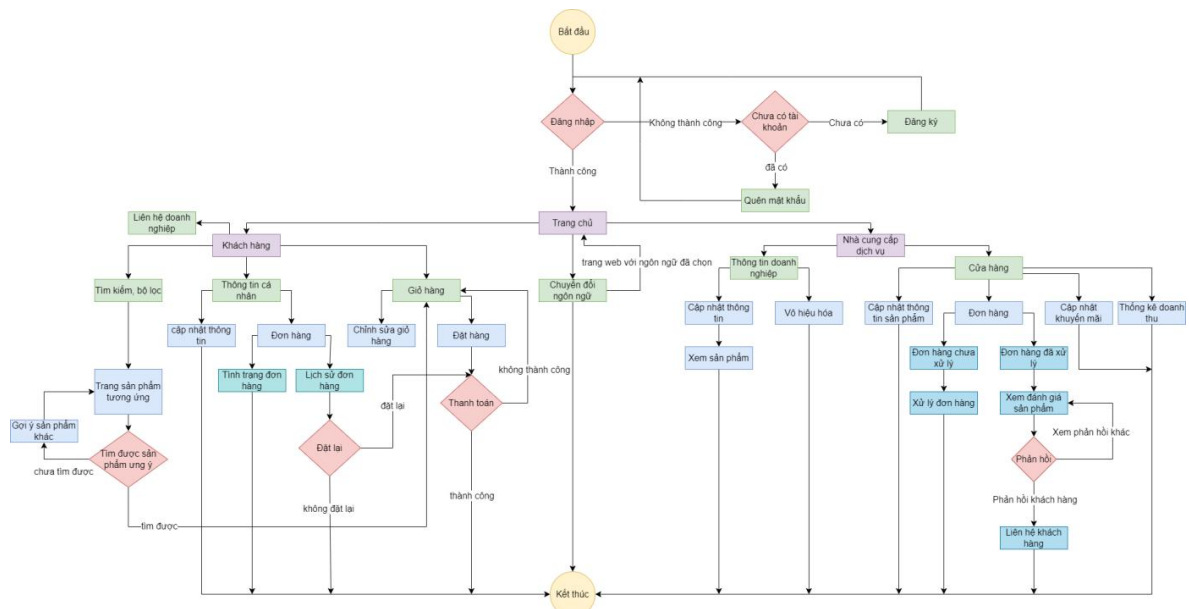 Bắt đầu
Đăng nhập
Không thành công
Chưa có tài
khoản
Chưa có
Đăng ký
Thành công
đã có
Quên mật khẩu
Liên hệ doanh
nghiệp
Trang chủ
Khách hàng
Nhà cung cấp
dịch vụ
trang web với ngôn ngữ đã chọn
Tìm kiếm, bộ lọc
Thông tin cá
nhân
Giỏ hàng
Chuyển đổi
ngôn ngữ
Thông tin doanh
nghiệp
Cửa hàng
cập nhật thông
tin
Đơn hàng
Chỉnh sửa giỏ
hàng
Đặt hàng
Cập nhật thông
tin
Vô hiệu hóa
Cập nhật thông
tin sản phẩm
Đơn hàng
Cập nhật
khuyến mãi
Thống kê doanh
thu
Xem sản phẩm
Đơn hàng chưa
xử lý
Đơn hàng đã xử
lý
Tình trạng đơn
hàng
Lịch sử đơn
hàng
không thành công
Trang sản phẩm
tương ứng
đặt lại
Thanh toán
Xử lý đơn hàng
Xem đánh giá
sản phẩm
Gợi ý sản phẩm
khác
Xem phản hồi khác
Tìm được sản
phẩm ưng ý
Đặt lại
Phản hồi
chưa tìm được
thành công
Phản hồi khách hàng
không đặt lại
tìm được
Liên hệ khách
hàng
Kết thúc